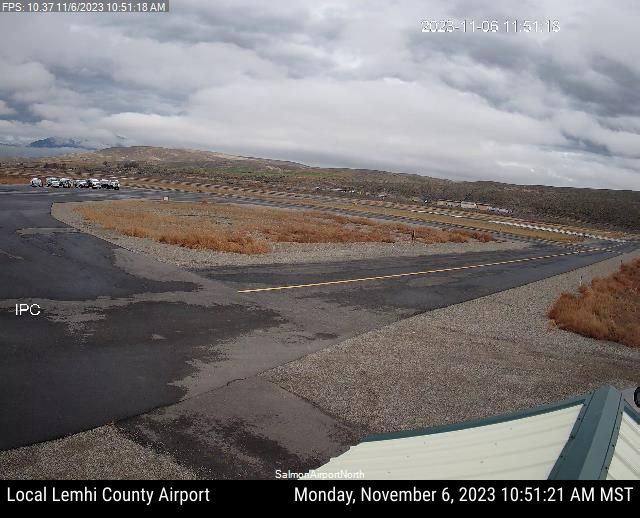 FPS: 10.37 11/6/2023 10:51:18 AM
2023-11-06 11:51:18
IPC
SalmonAirportNorth
Local Lemhi County Airport
Monday, November 6, 2023 10:51:21 AM MST